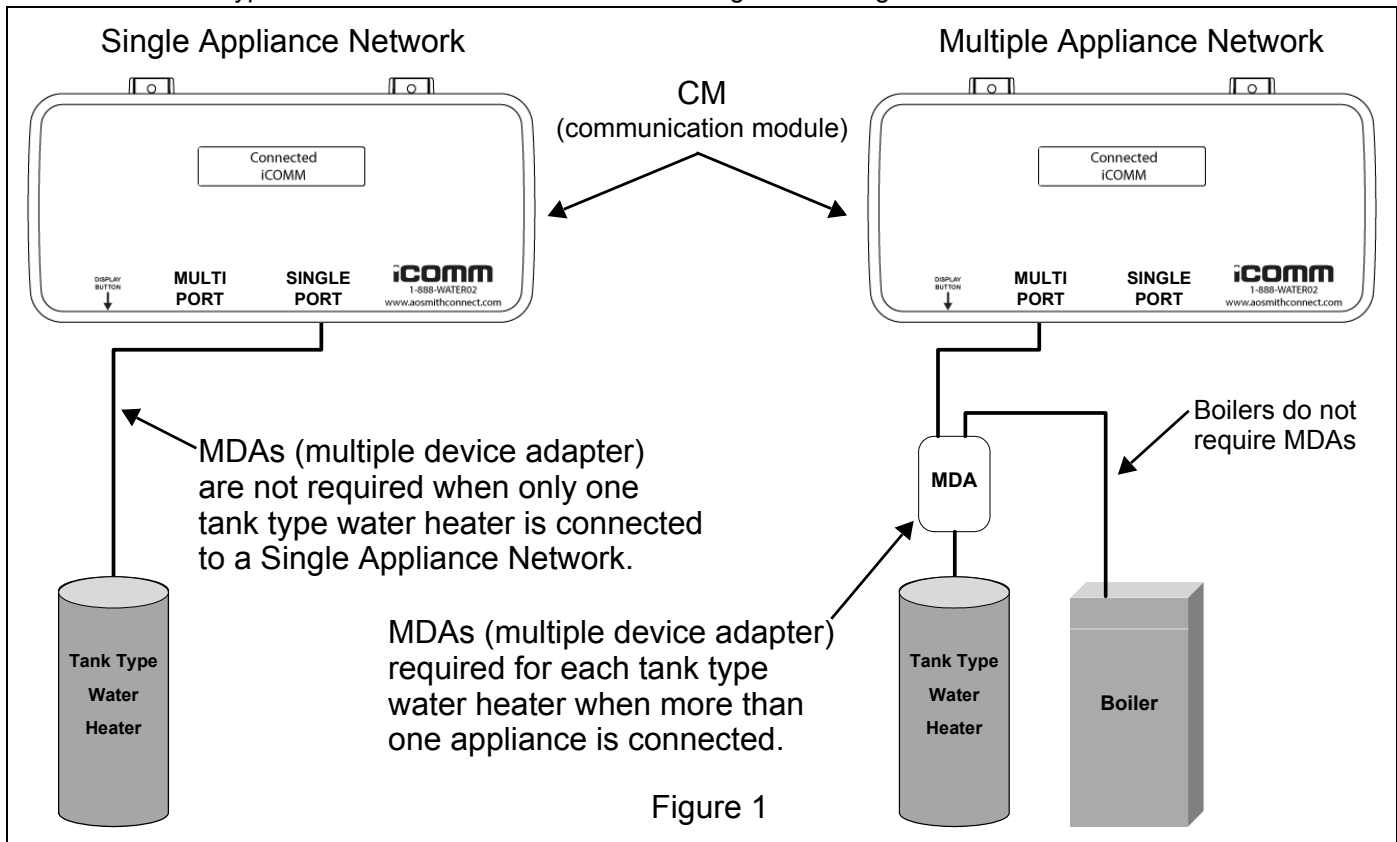 Single Appliance Network
Multiple Appliance Network
CM
(communication module)
Connected
iCOMM
DISPLAY
BUTTON
MULTI
PORT
SINGLE
PORT
iCOMM
1-888-WATER02
www.aosmithconnect.com
Connected
iCOMM
DISPLAY
BUTTON
MULTI
PORT
SINGLE
PORT
iCOMM
1-888-WATER02
www.aosmithconnect.com
MDAs (multiple device adapter)
are not required when only one
tank type water heater is connected
to a Single Appliance Network.
Boilers do not
require MDAs
MDA
MDAs (multiple device adapter)
required for each tank type
water heater when more than
one appliance is connected.
Tank Type
Water
Heater
Tank Type
Water
Heater
Boiler
Figure 1